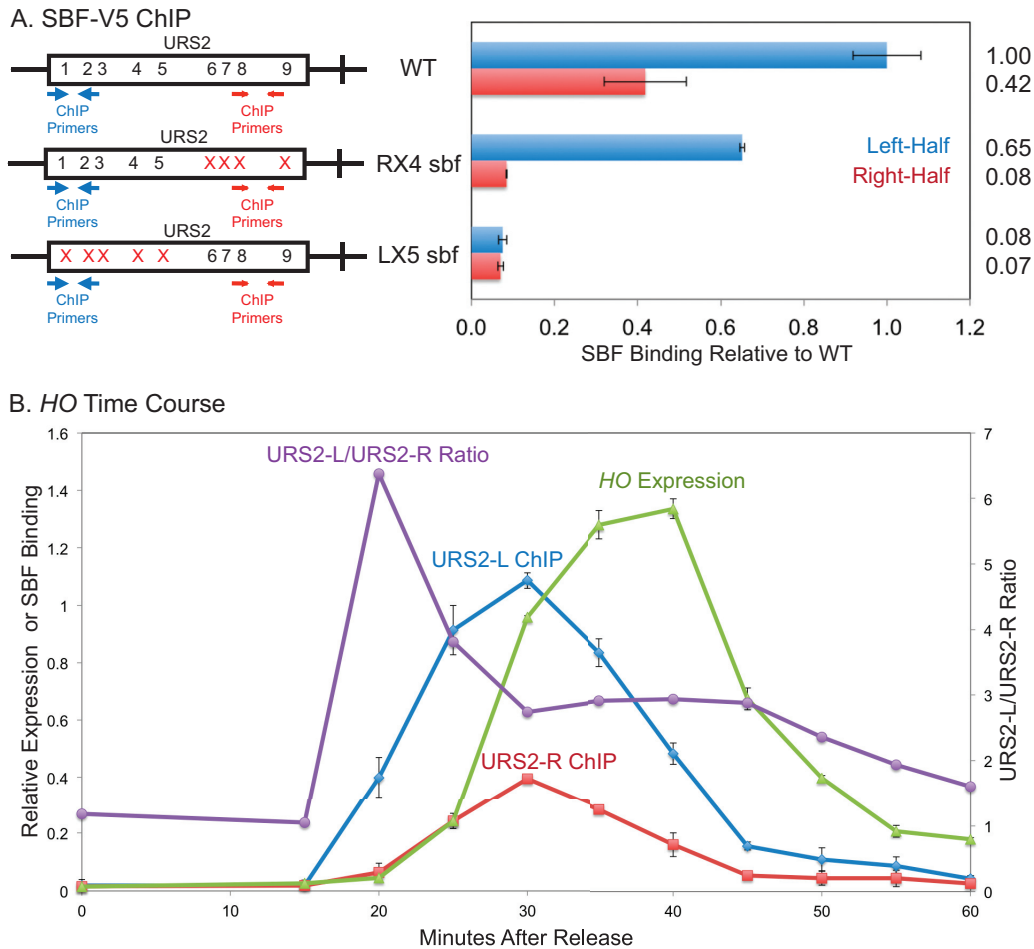 A. SBF-V5 ChIP
URS2
1 2 3 4 5 6 7 8 9
WT
ChIP
Primers
ChIP
Primers
URS2
1 2 3 4 5 X X X X
RX4 sbf
ChIP
Primers
ChIP
Primers
URS2
X X X X X 6 7 8 9
LX5 sbf
ChIP
Primers
ChIP
Primers
1.00
0.42
Left-Half
0.65
Right-Half
0.08
0.08
0.07
0.0 0.2 0.4 0.6 0.8 1.0 1.2
SBF Binding Relative to WT
B. HO Time Course
Relative Expression or SBF Binding
1.6
1.4
1.2
1
0.8
0.6
0.4
0.2
0
URS2-L/URS2-R Ratio
HO Expression
URS2-L ChIP
URS2-R ChIP
7
6
5
4
3
2
1
0
URS2-L/URS2-R Ratio
0 10 20 30 40 50 60
Minutes After Release